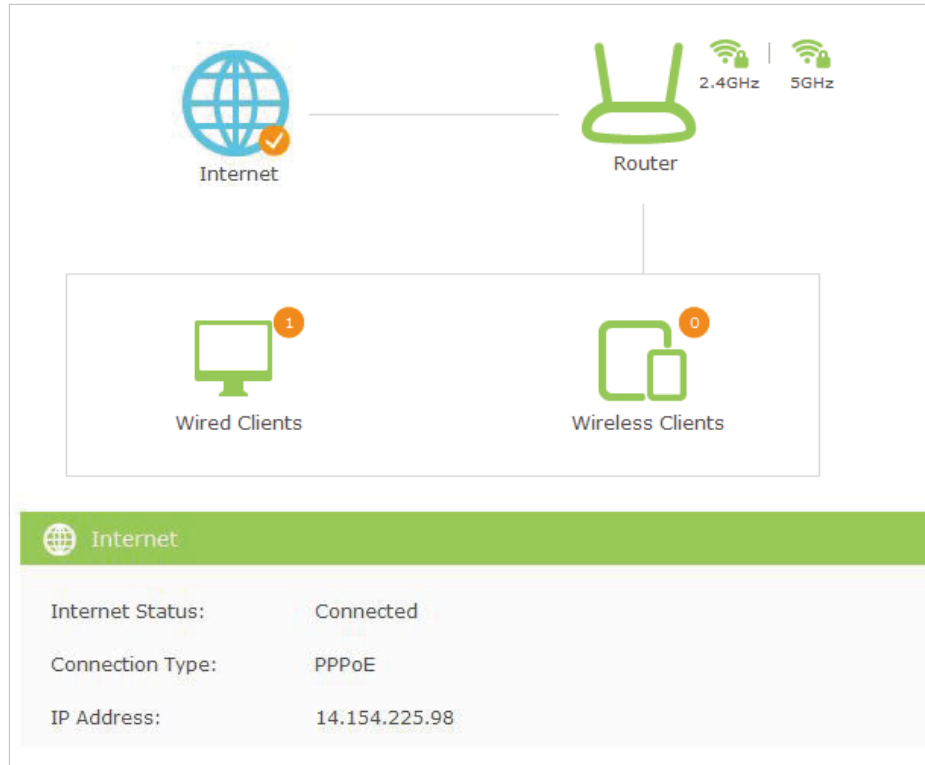 2.4GHz 5GHz
Internet
Router
1
0
Wired Clients
Wireless Clients
Internet
Internet Status: Connected
Connection Type: PPPoE
IP Address: 14.154.225.98